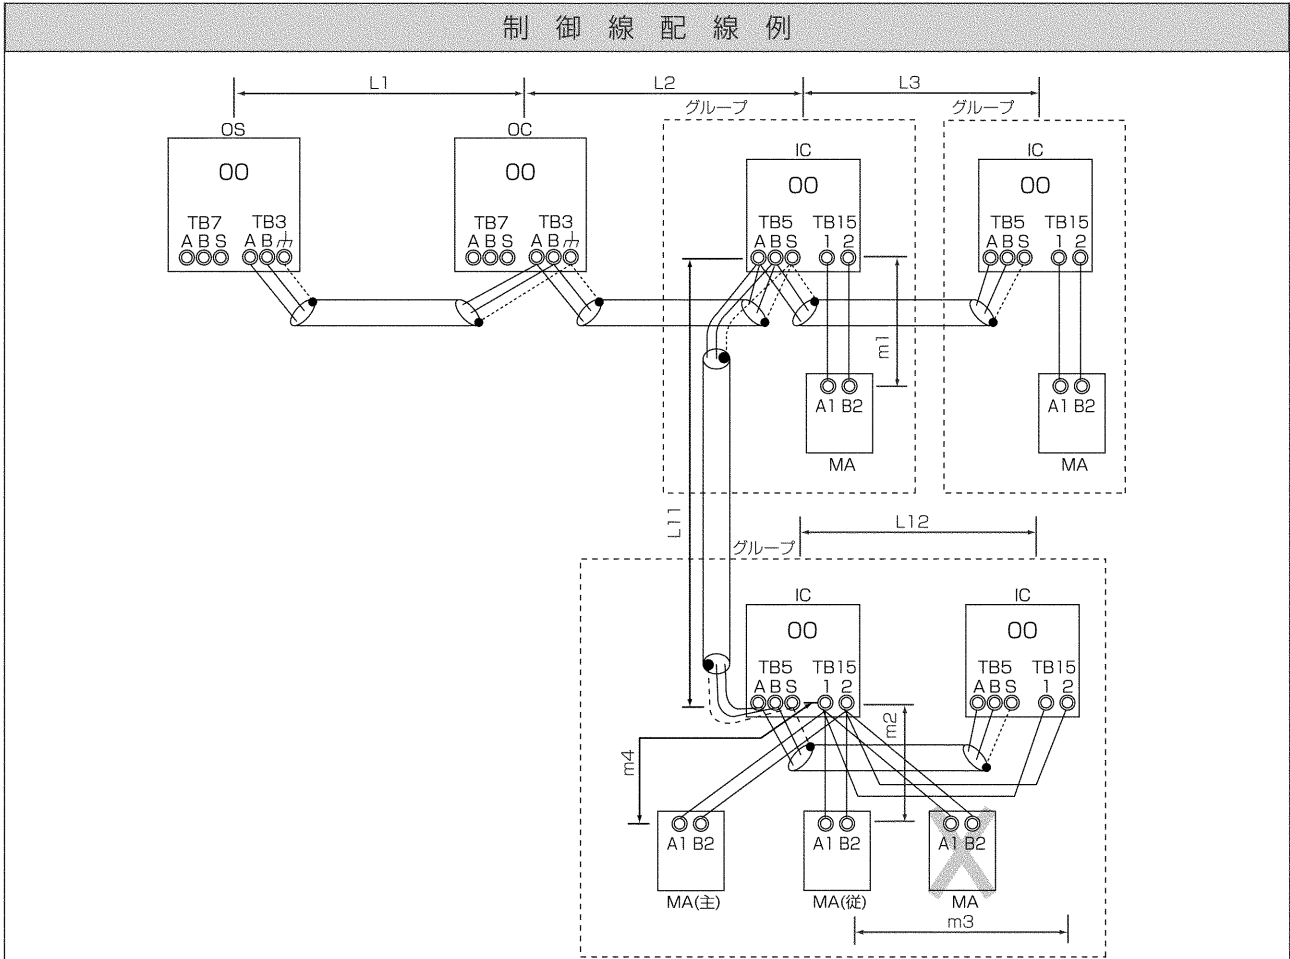 制御線配線例
L1 L2 L3
グループ グループ
OS OC
IC IC
00 00 00 00
TB7 TB3 TB7 TB3 TB5 TB15 TB5 TB15
A B S A B A B S A B A B S 1 2 A B S 1 2
m1
A1 B2 A1 B2
MA MA
L11
L12
グループ
IC IC
00 00
TB5 TB15 TB5 TB15
A B S 1 2 A B S 1 2
m2
m4
A1 B2 A1 B2 A1 B2
MA(主) MA(従) MA
m3